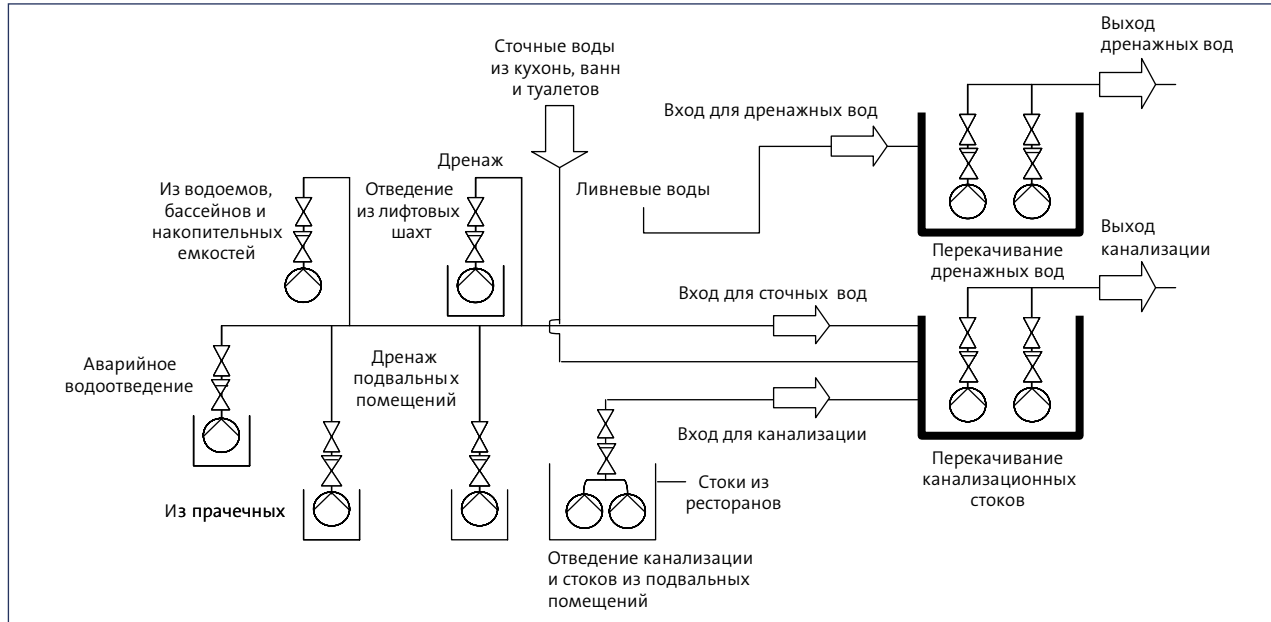 Выход
дренажных вод
Сточные воды
из кухонь, ванн
и туалетов
Вход для дренажных вод
Дренаж
Из водоемов,
бассейнов и
накопительных
емкостей
Отведение
из лифтовых
шахт
Ливневые воды
Перекачивание
дренажных вод
Выход
канализации
Вход для сточных вод
Аварийное
водоотведение
Дренаж
подвальных
помещений
Вход для канализации
Перекачивание
канализационных
стоков
Стоки из
ресторанов
Из прачечных
Отведение канализации
и стоков из подвальных
помещений